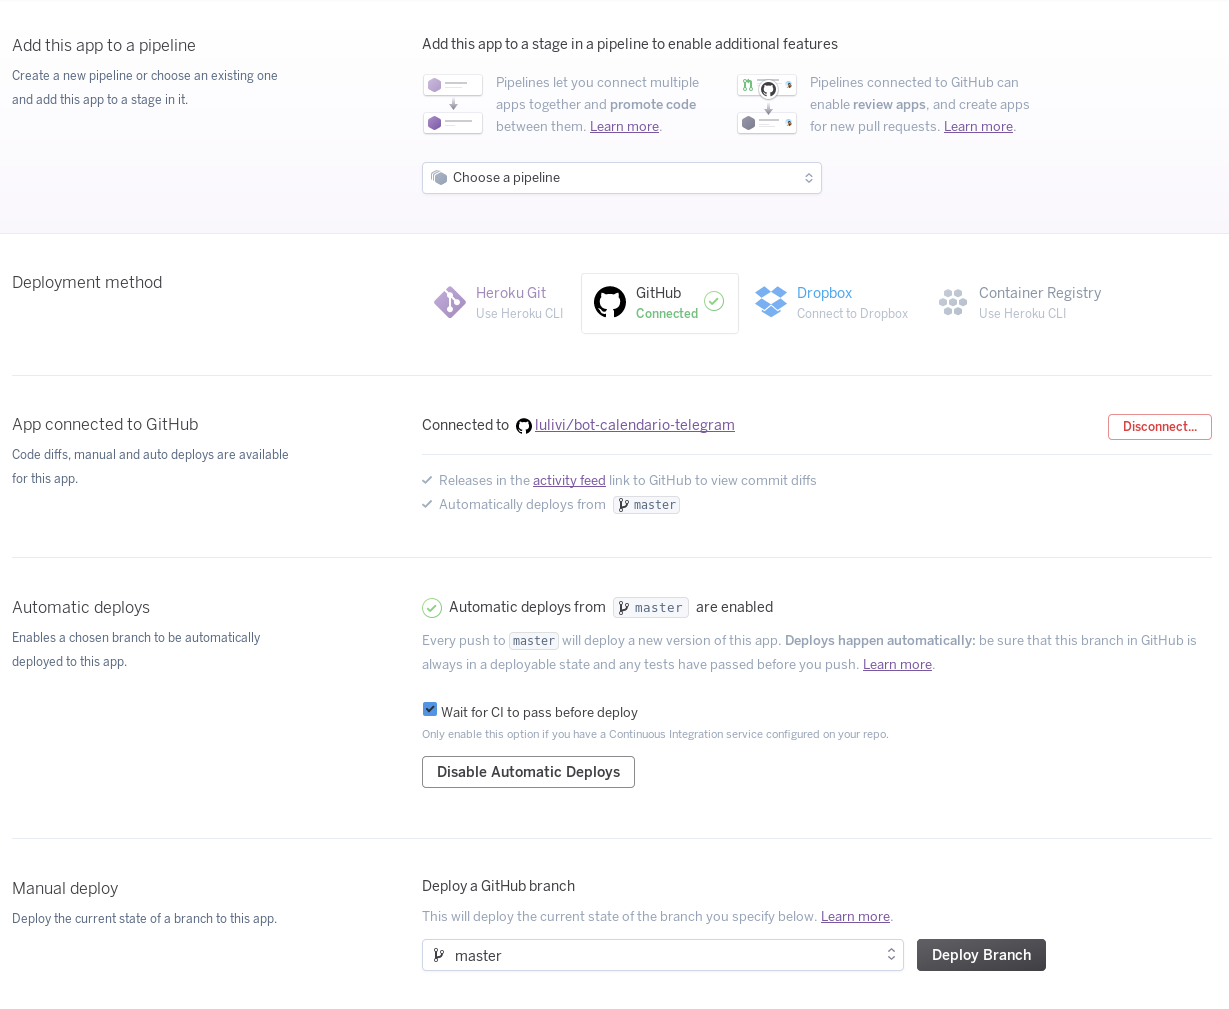 Add this app to a pipeline
Create a new pipeline or choose an existing one
and add this app to a stage in it.
Add this app to a stage in a pipeline to enable additional features
Pipelines let you connect multiple
apps together and promote code
between them. Learn more.
Pipelines connected to GitHub can
enable review apps, and create apps
for new pull requests. Learn more.
Choose a pipeline
Deployment method
Heroku Git
Use Heroku CLI
GitHub
Connected
Dropbox
Connect to Dropbox
Container Registry
Use Heroku CLI
App connected to GitHub
Code diffs, manual and auto deploys are available
for this app.
Connected to lulivi/bot-calendario-telegram
Disconnect...
Releases in the activity feed link to GitHub to view commit diffs
Automatically deploys from master
Automatic deploys
Enables a chosen branch to be automatically
deployed to this app.
Automatic deploys from master are enabled
Every push to master will deploy a new version of this app. Deploys happen automatically: be sure that this branch in GitHub is
always in a deployable state and any tests have passed before you push. Learn more.
Wait for CI to pass before deploy
Only enable this option if you have a Continuous Integration service configured on your repo.
Disable Automatic Deploys
Manual deploy
Deploy the current state of a branch to this app.
Deploy a GitHub branch
This will deploy the current state of the branch you specify below. Learn more.
master
Deploy Branch